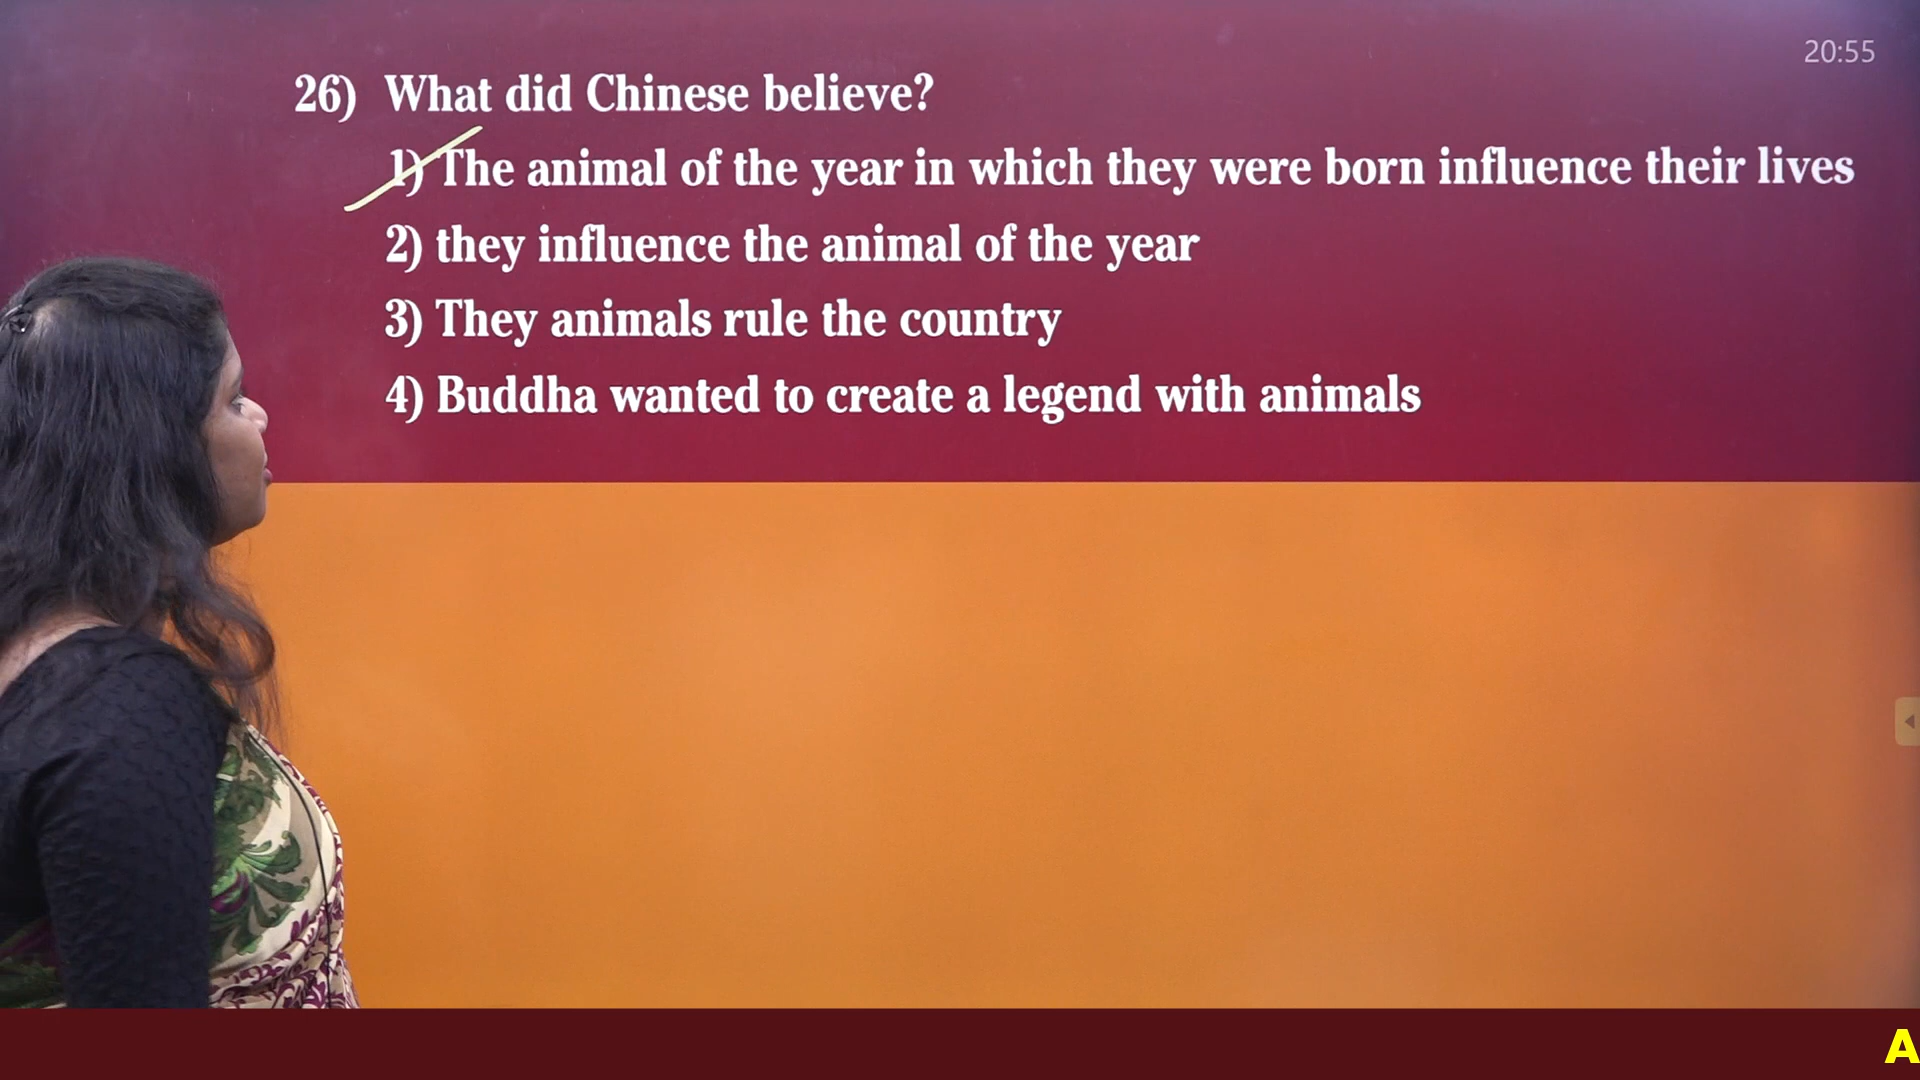 20:55
26) What did Chinese believe?
1) The animal of the year in which they were born influence their lives
2) they influence the animal of the year
3) They animals rule the country
4) Buddha wanted to create a legend with animals
A